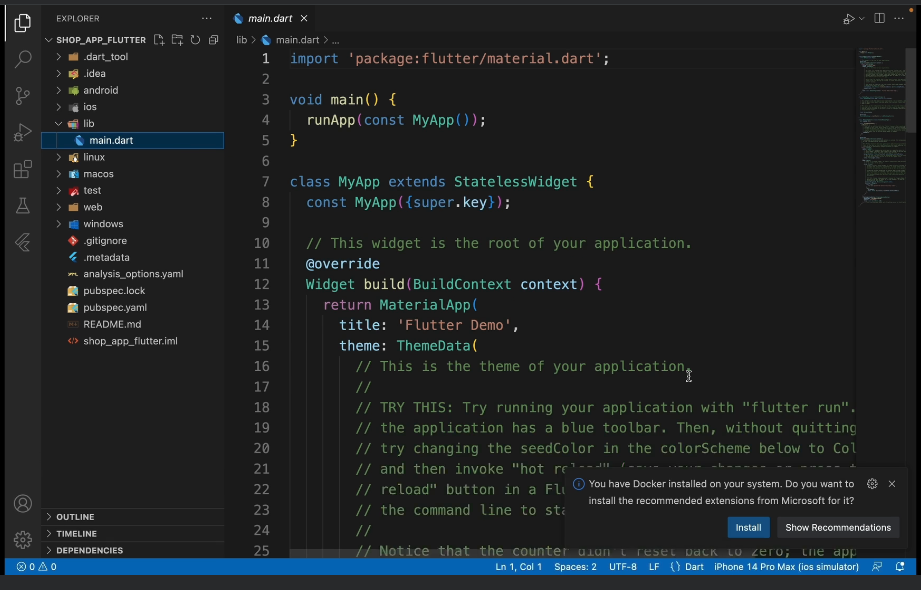 EXPLORER
SHOP_APP_FLUTTER
.dart_tool
.idea
android
ios
lib
main.dart
linux
macos
test
web
windows
.gitignore
.metadata
analysis_options.yaml
pubspec.lock
pubspec.yaml
README.md
shop_app_flutter.iml
OUTLINE
TIMELINE
DEPENDENCIES
main.dart
lib > main.dart > ...
1 import 'package:flutter/material.dart';
2
3 void main() {
4 runApp(const MyApp());
5 }
6
7 class MyApp extends StatelessWidget {
8 const MyApp({super.key});
9
10 // This widget is the root of your application.
11 @override
12 Widget build(BuildContext context) {
13 return MaterialApp(
14 title: 'Flutter Demo',
15 theme: ThemeData(
16 // This is the theme of your application.
17 //
18 // TRY THIS: Try running your application with "flutter run".
19 // the application has a blue toolbar. Then, without quitting
20 // try changing the seedColor in the colorScheme below to Col
21 // and then invoke "hot
22 // reload" button in a Flu
23 // the command line to sta
24 //
25 // Notice that the counter didn't reset back to zero; the app
You have Docker installed on your system. Do you want to
install the recommended extensions from Microsoft for it?
Install
Show Recommendations
0 0
Ln 1, Col 1 Spaces: 2 UTF-8 LF {} Dart iPhone 14 Pro Max (ios simulator)